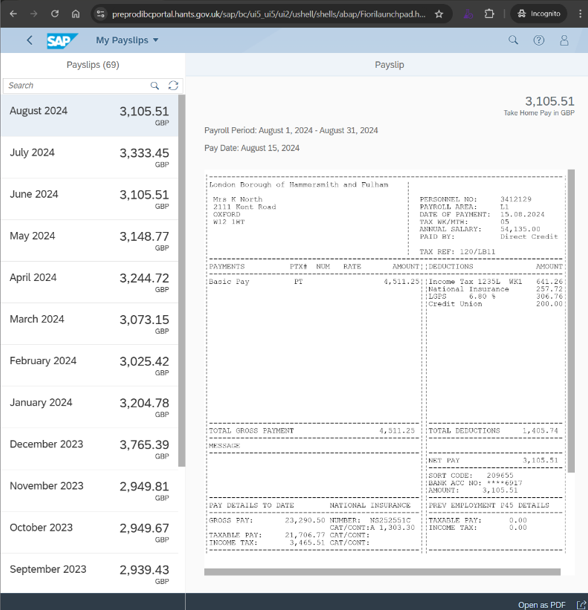 preprodibcportal.hants.gov.uk/sap/bc/ui5_ui5/ui2/ushell/shells/abap/Fiorilaunchpad.h...
Incognito
SAP
My Payslips
Payslips (69)
Payslip
Search
August 2024 3,105.51
GBP
July 2024 3,333.45
GBP
June 2024 3,105.51
GBP
May 2024 3,148.77
GBP
April 2024 3,244.72
GBP
March 2024 3,073.15
GBP
February 2024 3,025.42
GBP
January 2024 3,204.78
GBP
December 2023 3,765.39
GBP
November 2023 2,949.81
GBP
October 2023 2,949.67
GBP
September 2023 2,939.43
GBP
3,105.51
Take Home Pay in GBP
Payroll Period: August 1, 2024 - August 31, 2024
Pay Date: August 15, 2024
London Borough of Hammersmith and Fulham
Mrs K North
2111 Kent Road
OXFORD
W12 1WT
PERSONNEL NO: 3412129
PAYROLL AREA: L1
DATE OF PAYMENT: 15.08.2024
TAX WK/MTH: 05
ANNUAL SALARY: 54,135.00
PAID BY: Direct Credit
TAX REF: 120/LB11
PAYMENTS PTX# NUM RATE AMOUNT
DEDUCTIONS AMOUNT
Basic Pay PT 4,511.25
Income Tax 1235L WK1 641.26
National Insurance 257.72
LGPS 6.80 % 306.76
Credit Union 200.00
TOTAL GROSS PAYMENT 4,511.25
TOTAL DEDUCTIONS 1,405.74
MESSAGE
NET PAY 3,105.51
SORT CODE: 209655
BANK ACC NO: ****6917
AMOUNT: 3,105.51
PAY DETAILS TO DATE NATIONAL INSURANCE
PREV EMPLOYMENT P45 DETAILS
GROSS PAY: 23,290.50 NUMBER: NS252551C
CAT/CONT:A 1,303.30
TAXABLE PAY: 21,706.77 CAT/CONT:
INCOME TAX: 3,465.51 CAT/CONT:
TAXABLE PAY: 0.00
INCOME TAX: 0.00
Open as PDF